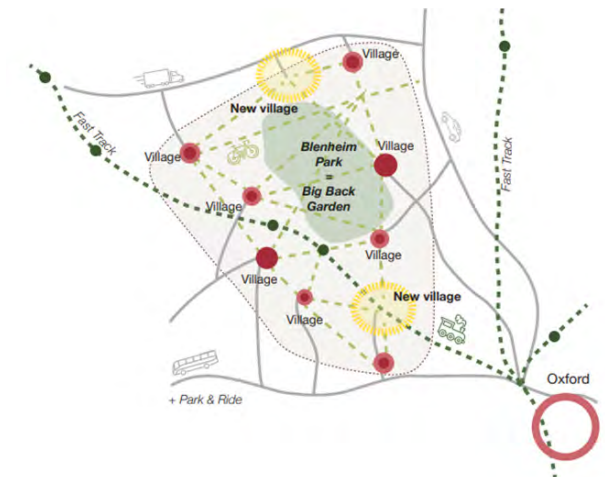 Village
New village
Fast Track
Fast Track
Village
Village
Blenheim
Park
=
Big Back
Garden
Village
Village
Village
New village
Village
Oxford
+ Park & Ride